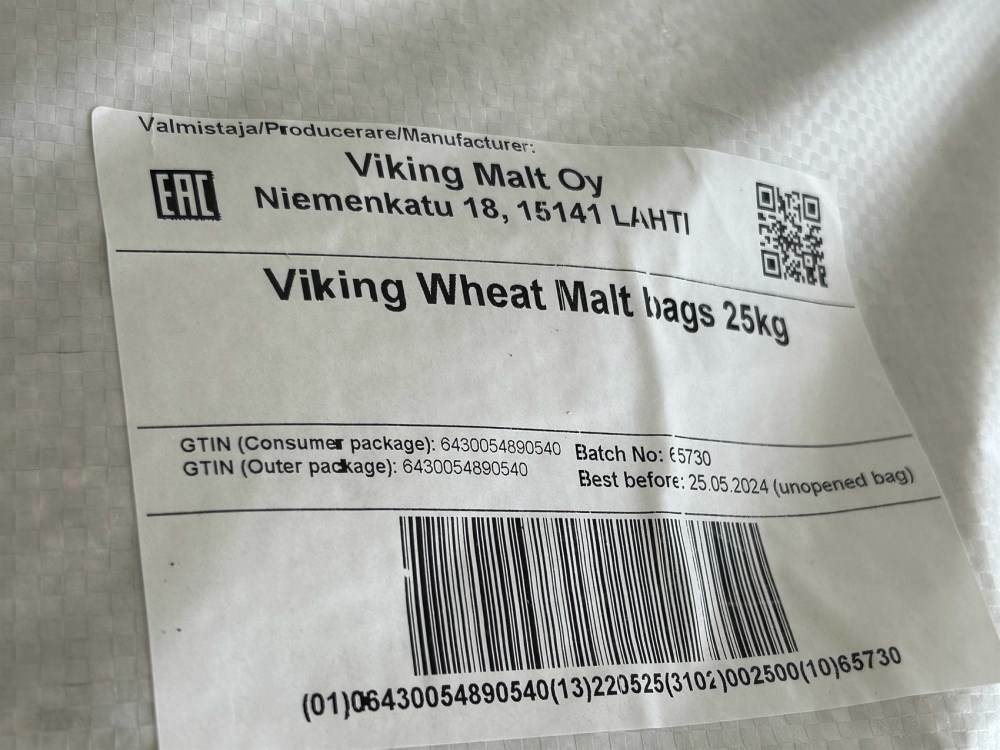 Valmistaja/Producerare/Manufacturer:
Viking Malt Oy
EAC
Niemenkatu 18, 15141 LAHTI
Viking Wheat Malt bags 25kg
GTIN (Consumer package): 6430054890540
GTIN (Outer package): 6430054890540
Batch No: 65730
Best before: 25.05.2024 (unopened bag)
(01)06430054890540(13)220525(3102)002500(10)65730